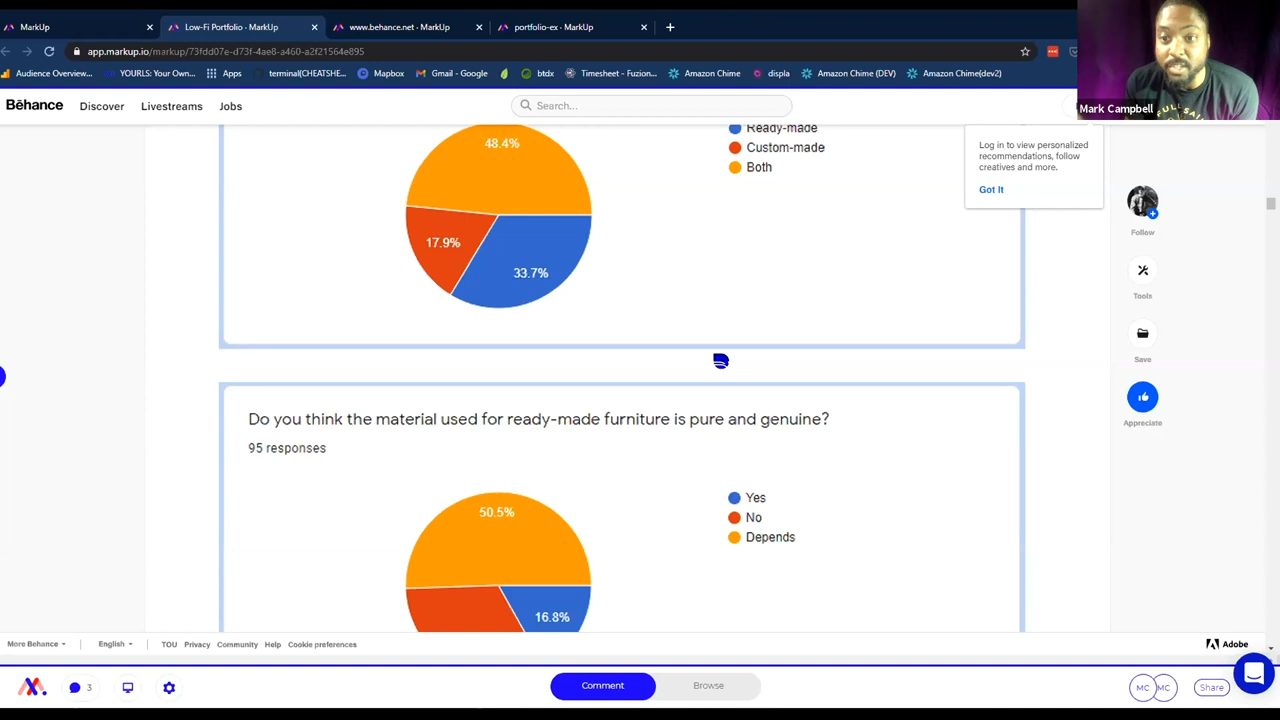 MarkUp
Low-Fi Portfolio - MarkUp
www.behance.net - MarkUp
portfolio-ex - MarkUp
app.markup.io/markup/73fdd07e-d73f-4ae8-a460-a2f21564e895
Audience Overview...
YOURLS: Your Own...
Apps
terminal(CHEATSHE...
Mapbox
Gmail - Google
btdx
Timesheet - Fuzion...
Amazon Chime
displa
Amazon Chime (DEV)
Amazon Chime(dev2)
Mark Campbell
Bēhance
Discover
Livestreams
Jobs
Search...
48.4%
17.9%
33.7%
Ready-made
Custom-made
Both
Log in to view personalized
recommendations, follow
creatives and more.
Got It
Follow
Tools
Save
Appreciate
Do you think the material used for ready-made furniture is pure and genuine?
95 responses
50.5%
16.8%
Yes
No
Depends
More Behance
English
TOU
Privacy
Community
Help
Cookie preferences
Adobe
3
Comment
Browse
MC
MC
Share